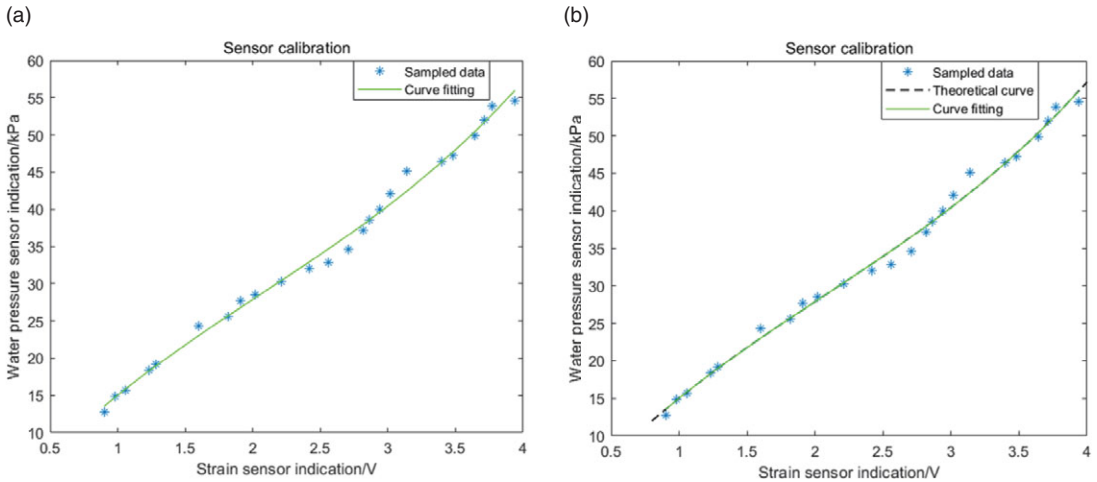 (a)
Sensor calibration
60
55
50
45
40
35
30
25
20
15
10
Water pressure sensor indication/kPa
Sampled data
Curve fitting
0.5 1 1.5 2 2.5 3 3.5 4
Strain sensor indication/V
(b)
Sensor calibration
60
55
50
45
40
35
30
25
20
15
10
Water pressure sensor indication/kPa
Sampled data
Theoretical curve
Curve fitting
0.5 1 1.5 2 2.5 3 3.5 4
Strain sensor indication/V